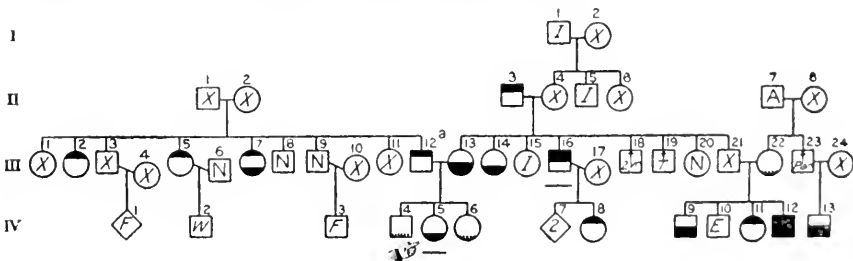 1 2
I I X
1 2 3 4 5 6 7 8
II X X X I X A
a
1 2 3 4 5 6 7 8 9 10 11 12 13 14 15 16 17 18 19 20 21 22 23 24
III X X X N N N X X I X N X X
1 2 3 4 5 6 7 8 9 10 11 12 13
IV F W F 2 E